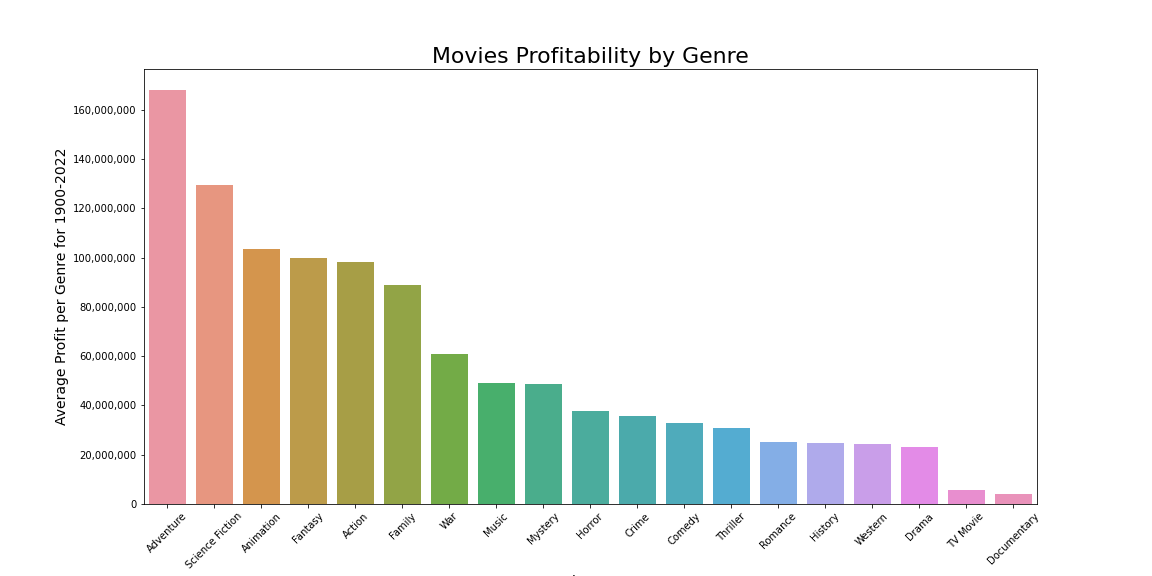 Movies Profitability by Genre
Average Profit per Genre for 1900-2022
160,000,000
140,000,000
120,000,000
100,000,000
80,000,000
60,000,000
40,000,000
20,000,000
0
Adventure
Science Fiction
Animation
Fantasy
Action
Family
War
Music
Mystery
Horror
Crime
Comedy
Thriller
Romance
History
Western
Drama
TV Movie
Documentary